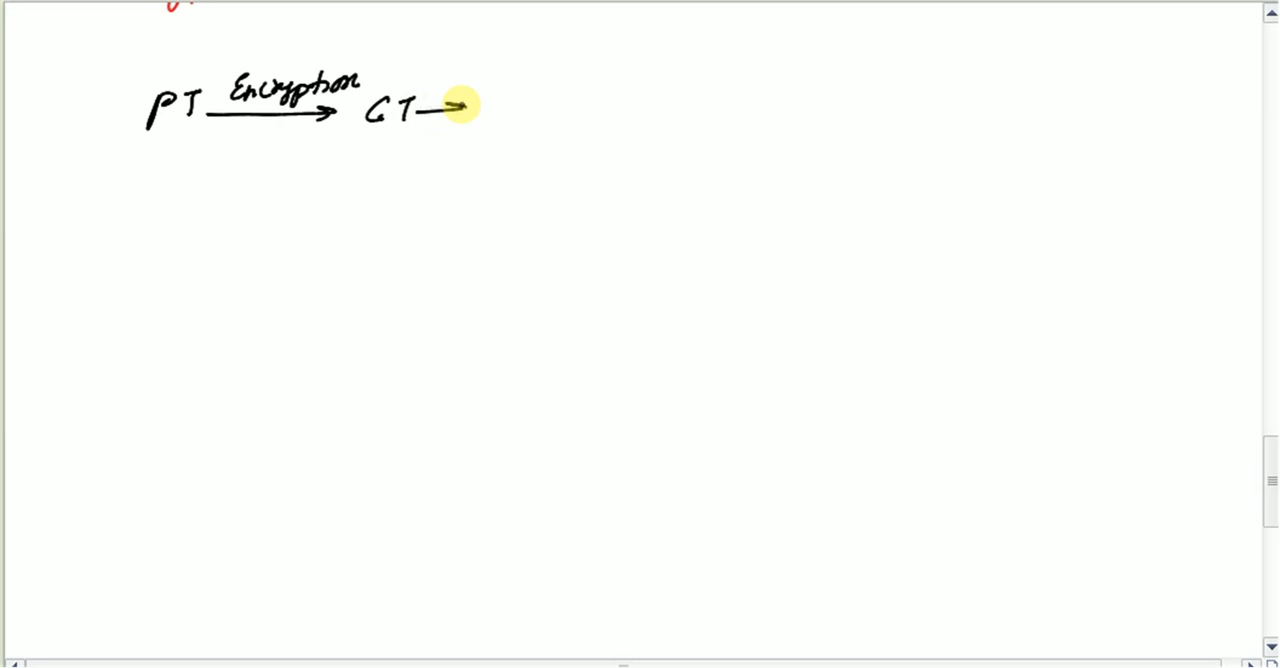 PT Encryption → CT →